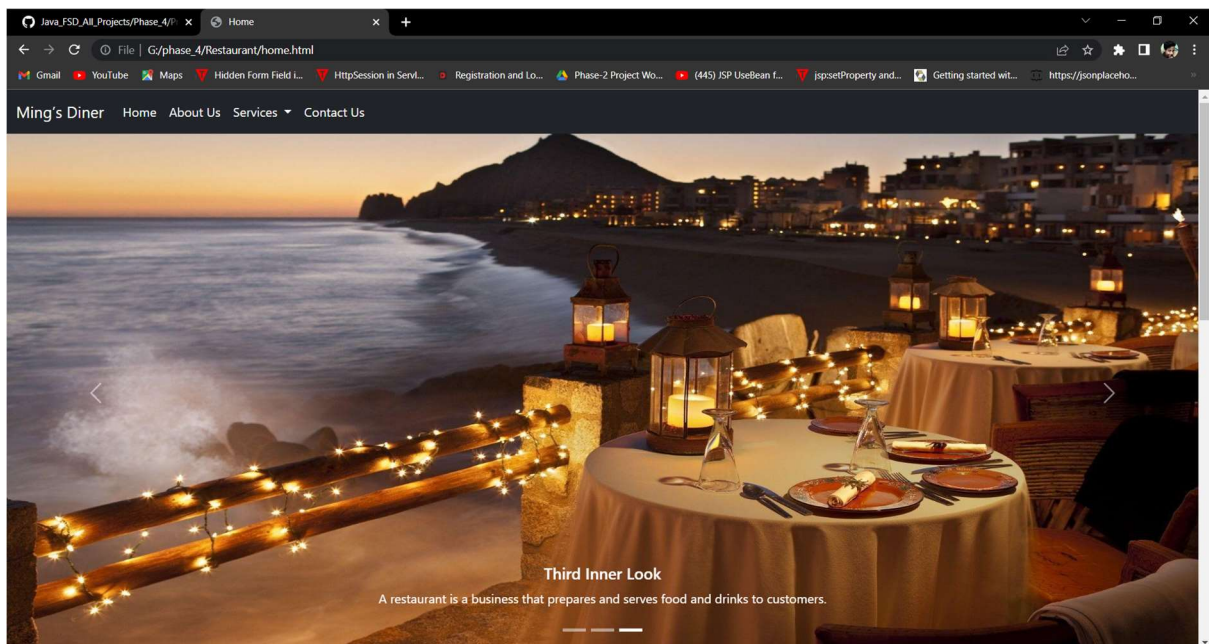 Java_FSD_All_Projects/Phase_4/P
Home
File | G:/phase_4/Restaurant/home.html
Gmail YouTube Maps Hidden Form Field i... HttpSession in Servl... Registration and Lo... Phase-2 Project Wo... (445) JSP UseBean f... jsp:setProperty and... Getting started wit... https://jsonplaceho...
Ming's Diner Home About Us Services Contact Us
Third Inner Look
A restaurant is a business that prepares and serves food and drinks to customers.